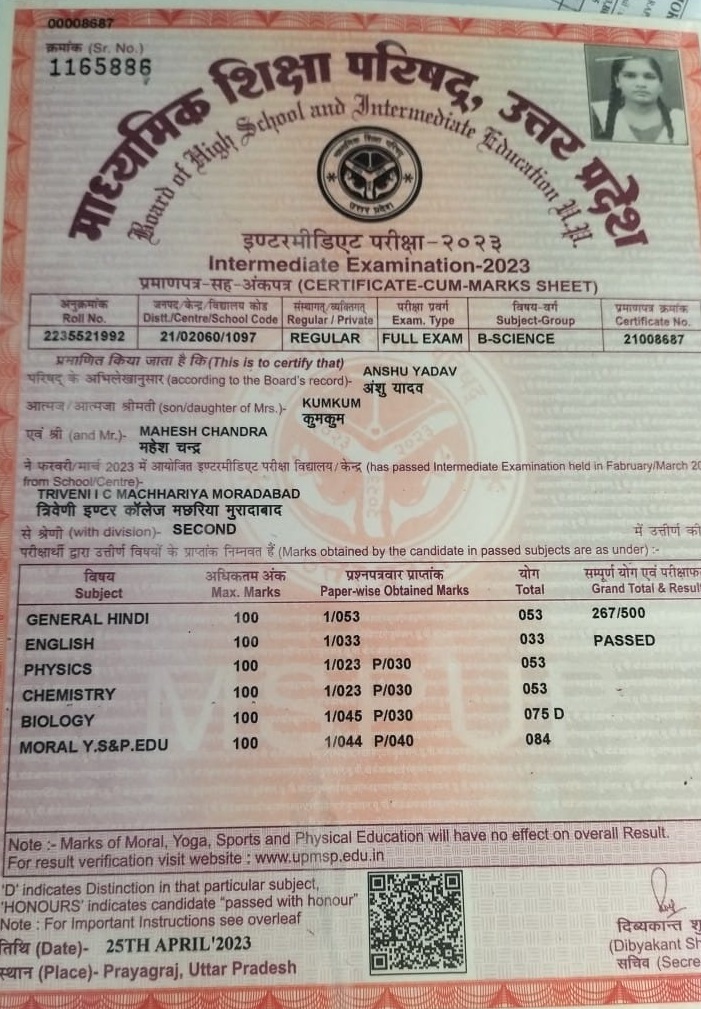 00008687
क्रमांक (Sr. No.)
1165886
माध्यमिक शिक्षा परिषद्, उत्तर प्रदेश
Board of High School and Intermediate Education U.P.
इण्टरमीडिएट परीक्षा-२०२३
Intermediate Examination-2023
प्रमाणपत्र-सह-अंकपत्र (CERTIFICATE-CUM-MARKS SHEET)
अनुक्रमांक जनपद/केन्द्र/विद्यालय कोड संस्थागत/व्यक्तिगत परीक्षा प्रवर्ग विषय-वर्ग प्रमाणपत्र क्रमांक
Roll No. Distt./Centre/School Code Regular / Private Exam. Type Subject-Group Certificate No.
2235521992 21/02060/1097 REGULAR FULL EXAM B-SCIENCE 21008687
प्रमाणित किया जाता है कि (This is to certify that)
परिषद् के अभिलेखानुसार (according to the Board's record)- ANSHU YADAV
अंशु यादव
आत्मज/आत्मजा श्रीमती (son/daughter of Mrs.)- KUMKUM
कुमकुम
एवं श्री (and Mr.)- MAHESH CHANDRA
महेश चन्द्र
ने फरवरी/मार्च 2023 में आयोजित इण्टरमीडिएट परीक्षा विद्यालय/केन्द्र (has passed Intermediate Examination held in Fabruary/March 20
from School/Centre)-
TRIVENI I C MACHHARIYA MORADABAD
त्रिवेणी इण्टर कॉलेज मछरिया मुरादाबाद
से श्रेणी (with division)- SECOND में उत्तीर्ण की
परीक्षार्थी द्वारा उत्तीर्ण विषयों के प्राप्तांक निम्नवत हैं (Marks obtained by the candidate in passed subjects are as under) :-
विषय अधिकतम अंक प्रश्नपत्रवार प्राप्तांक योग सम्पूर्ण योग एवं परीक्षाफ
Subject Max. Marks Paper-wise Obtained Marks Total Grand Total & Resul
GENERAL HINDI 100 1/053 053 267/500
ENGLISH 100 1/033 033 PASSED
PHYSICS 100 1/023 P/030 053
CHEMISTRY 100 1/023 P/030 053
BIOLOGY 100 1/045 P/030 075 D
MORAL Y.S&P.EDU 100 1/044 P/040 084
Note :- Marks of Moral, Yoga, Sports and Physical Education will have no effect on overall Result.
For result verification visit website : www.upmsp.edu.in
'D' indicates Distinction in that particular subject,
'HONOURS' indicates candidate "passed with honour"
Note : For Important Instructions see overleaf
तिथि (Date)- 25TH APRIL'2023
स्थान (Place)- Prayagraj, Uttar Pradesh
दिव्यकान्त शु
(Dibyakant Sh
सचिव (Secre